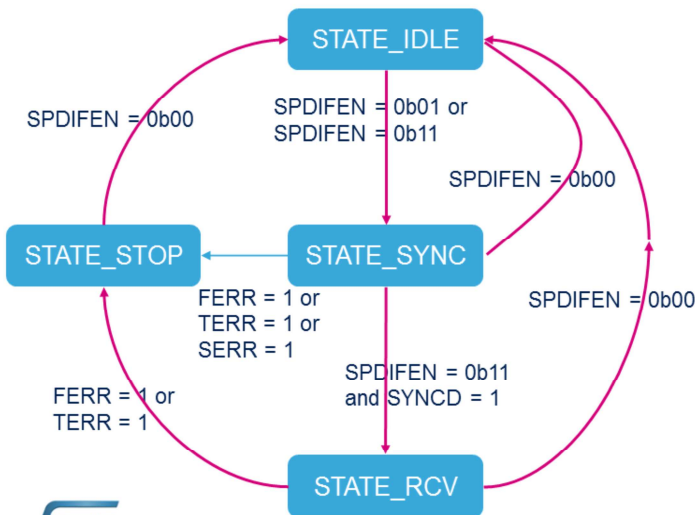 STATE_IDLE
SPDIFEN = 0b01 or
SPDIFEN = 0b11
SPDIFEN = 0b00
SPDIFEN = 0b00
STATE_STOP
STATE_SYNC
FERR = 1 or
TERR = 1 or
SERR = 1
SPDIFEN = 0b00
SPDIFEN = 0b11
and SYNCD = 1
FERR = 1 or
TERR = 1
STATE_RCV